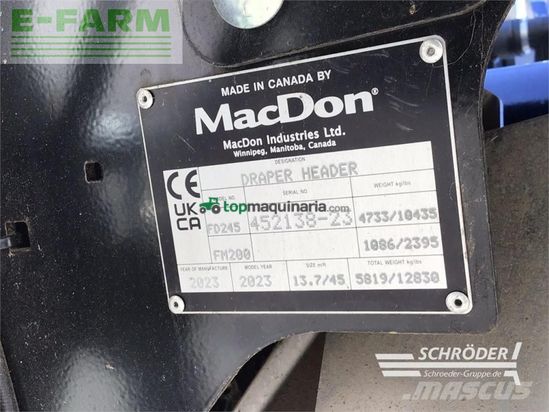 E-FARM
MADE IN CANADA BY
MacDon®
MacDon Industries Ltd.
Winnipeg, Manitoba, Canada
DESIGNATION
DRAPER HEADER
CE
UK
CA
SERIAL NO
WEIGHT kg/lbs
FD245 452138-23 4733/10435
topmaquinaria.com
FM200 1086/2395
YEAR OF MANUFACTURE MODEL YEAR SIZE m/ft TOTAL WEIGHT kg/lbs
2023 2023 13.7/45 5819/12830
SCHRÖDER!
Schroeder-Gruppe.de
MASCUS